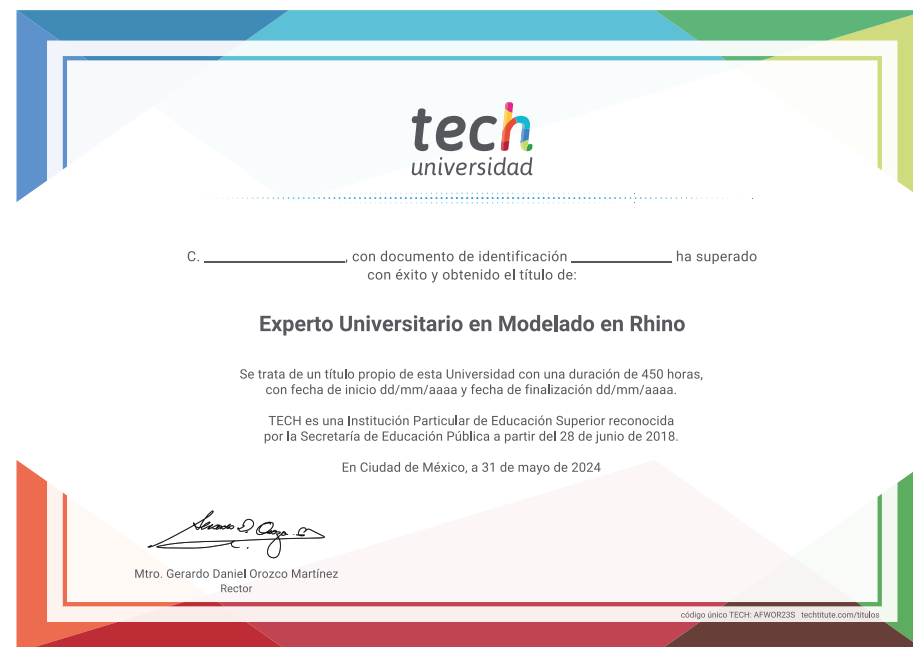 tech
universidad
C. ______________, con documento de identificación __________ ha superado
con éxito y obtenido el título de:
Experto Universitario en Modelado en Rhino
Se trata de un título propio de esta Universidad con una duración de 450 horas,
con fecha de inicio dd/mm/aaaa y fecha de finalización dd/mm/aaaa.
TECH es una Institución Particular de Educación Superior reconocida
por la Secretaría de Educación Pública a partir del 28 de junio de 2018.
En Ciudad de México, a 31 de mayo de 2024
Mtro. Gerardo Daniel Orozco Martínez
Rector
código único TECH: AFWOR23S techtitute.com/titulos